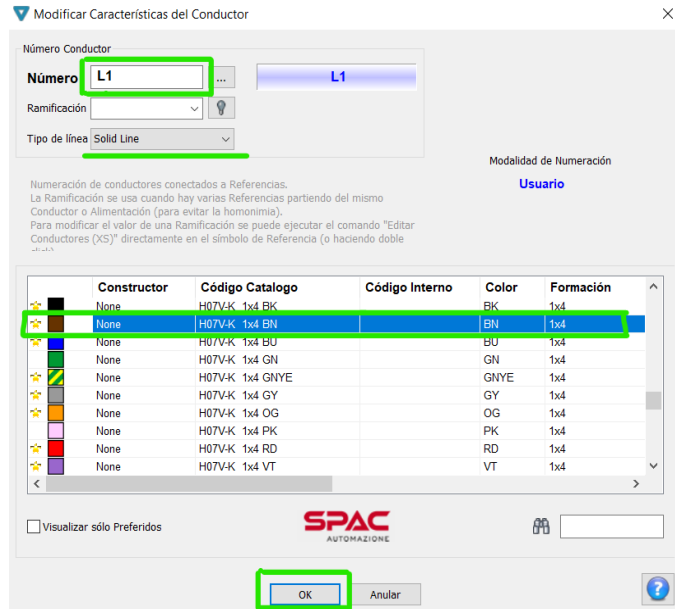 Modificar Características del Conductor
Número Conductor
Número L1 ... L1
Ramificación
Tipo de línea Solid Line
Modalidad de Numeración
Usuario
Numeración de conductores conectados a Referencias.
La Ramificación se usa cuando hay varias Referencias partiendo del mismo
Conductor o Alimentación (para evitar la homonimia).
Para modificar el valor de una Ramificación se puede ejecutar el comando "Editar
Conductores (XS)" directamente en el símbolo de Referencia (o haciendo doble
Constructor Código Catalogo Código Interno Color Formación
None H07V-K 1x4 BK BK 1x4
None H07V-K 1x4 BN BN 1x4
None H07V-K 1x4 BU BU 1x4
None H07V-K 1x4 GN GN 1x4
None H07V-K 1x4 GNYE GNYE 1x4
None H07V-K 1x4 GY GY 1x4
None H07V-K 1x4 OG OG 1x4
None H07V-K 1x4 PK PK 1x4
None H07V-K 1x4 RD RD 1x4
None H07V-K 1x4 VT VT 1x4
Visualizar sólo Preferidos
SPAC
AUTOMAZIONE
OK Anular